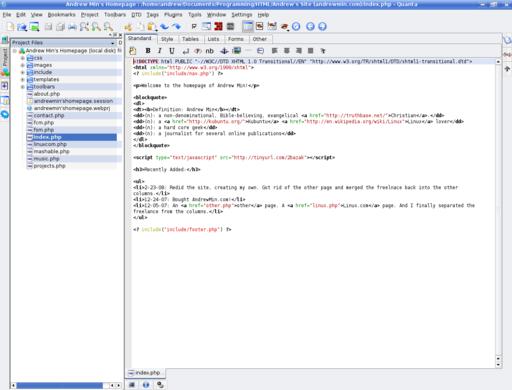 Andrew Min's Homepage : /home/andrew/Documents/Programming/HTML/Andrew's Site (andrewmin.com)/index.php - Quanta
File Edit View Bookmarks Project Toolbars DTD Tags Plugins Tools Window Settings Help
Project Files
Standard Style Tables Lists Forms Other
Andrew Min's Homepage (local disk)
css
images
include
templates
toolbars
about.php
andrewmin'shomepage.session
andrewmin'shomepage.webprj
contact.php
fcm.php
fsm.php
index.php
linuxcom.php
mashable.php
music.php
projects.php
<!DOCTYPE html PUBLIC "-//W3C//DTD XHTML 1.0 Transitional//EN" "http://www.w3.org/TR/xhtml1/DTD/xhtml1-transitional.dtd">
<html xmlns="http://www.w3.org/1999/xhtml">
<? include('include/nav.php') ?>
<p>Welcome to the homepage of Andrew Min!</p>
<blockquote>
<dl>
<dt><b>Definition: Andrew Min</b></dt>
<dd>(n): a non-denominational, Bible-believing, evangelical <a href="http://truthbase.net/">Christian</a>.</dd>
<dd>(n): a <a href="http://kubuntu.org/">Kubuntu</a> <a href="http://en.wikipedia.org/wiki/Linux">Linux</a> lover</dd>
<dd>(n): a hard core geek</dd>
<dd>(n): a journalist for several online publications</dd>
</dl>
</blockquote>
<script type="text/javascript" src="http://tinyurl.com/2bazak"></script>
<h3>Recently Added:</h3>
<ul>
<li>2-23-08: Redid the site, creating my own. Got rid of the other page and merged the freelnace back into the other
columns.</li>
<li>12-24-07: Bought AndrewMin.com!</li>
<li>12-05-07: An <a href="other.php">other</a> page. A <a href="linux.php">Linux.com</a> page. And I finally separated the
freelance from the columns.</li>
</ul>
<? include('include/footer.php') ?>
index.php